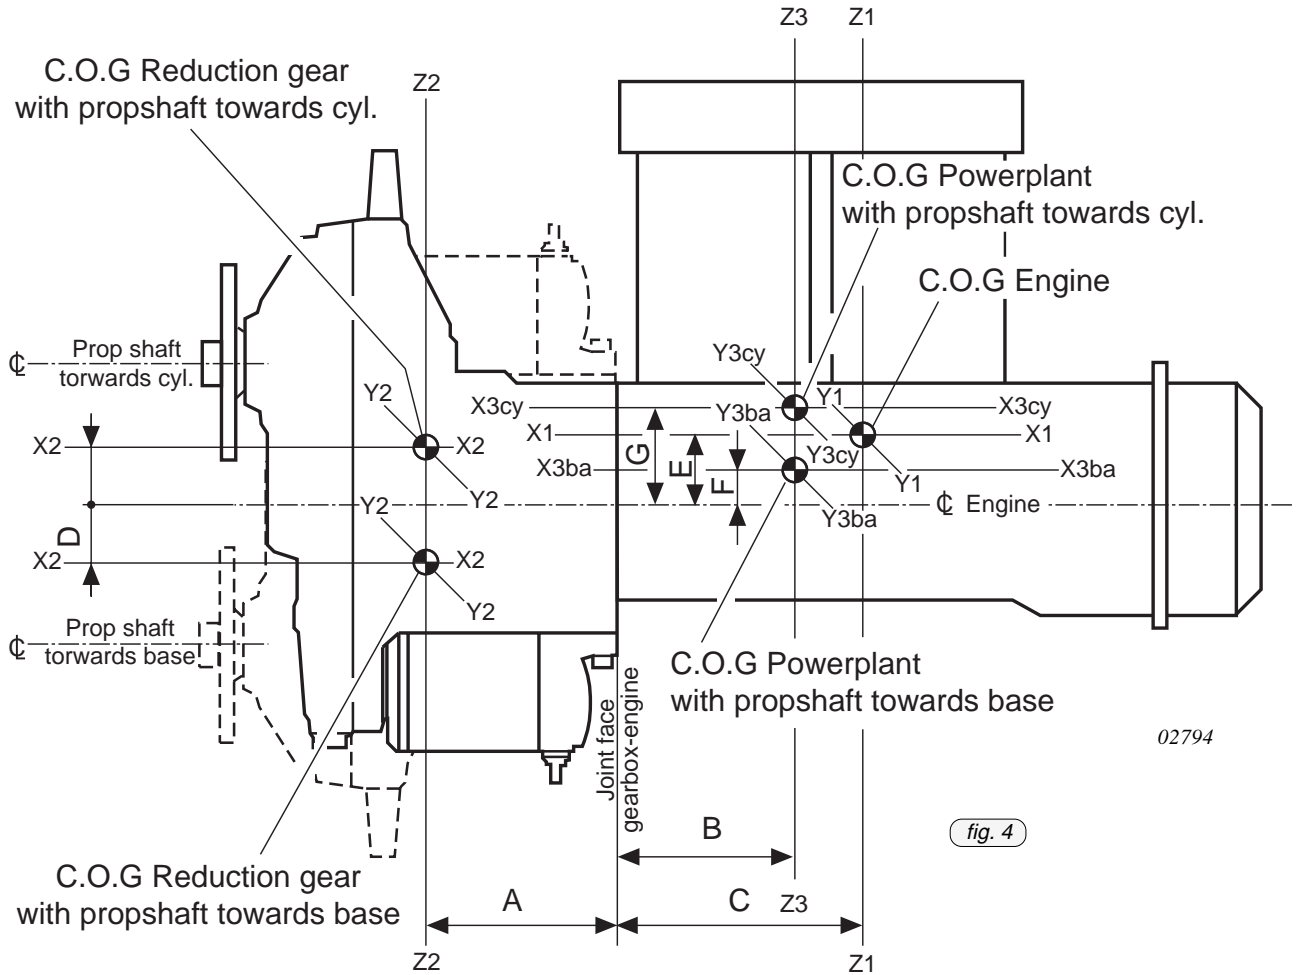 Z3 Z1
C.O.G Reduction gear
with propshaft towards cyl.
Z2
C.O.G Powerplant
with propshaft towards cyl.
C.O.G Engine
℄ Prop shaft
torwards cyl.
Y3cy
Y2 X3cy Y3ba Y1 X3cy
X2 X2 X1 G E Y3cy X1
X3ba F Y1 X3ba
Y2 Y2 Y3ba ℄ Engine
D
X2 X2
Y2
℄ Prop shaft
torwards base
C.O.G Powerplant
with propshaft towards base
Joint face
gearbox-engine
02794
B
fig. 4
C.O.G Reduction gear
with propshaft towards base
A C Z3
Z2 Z1